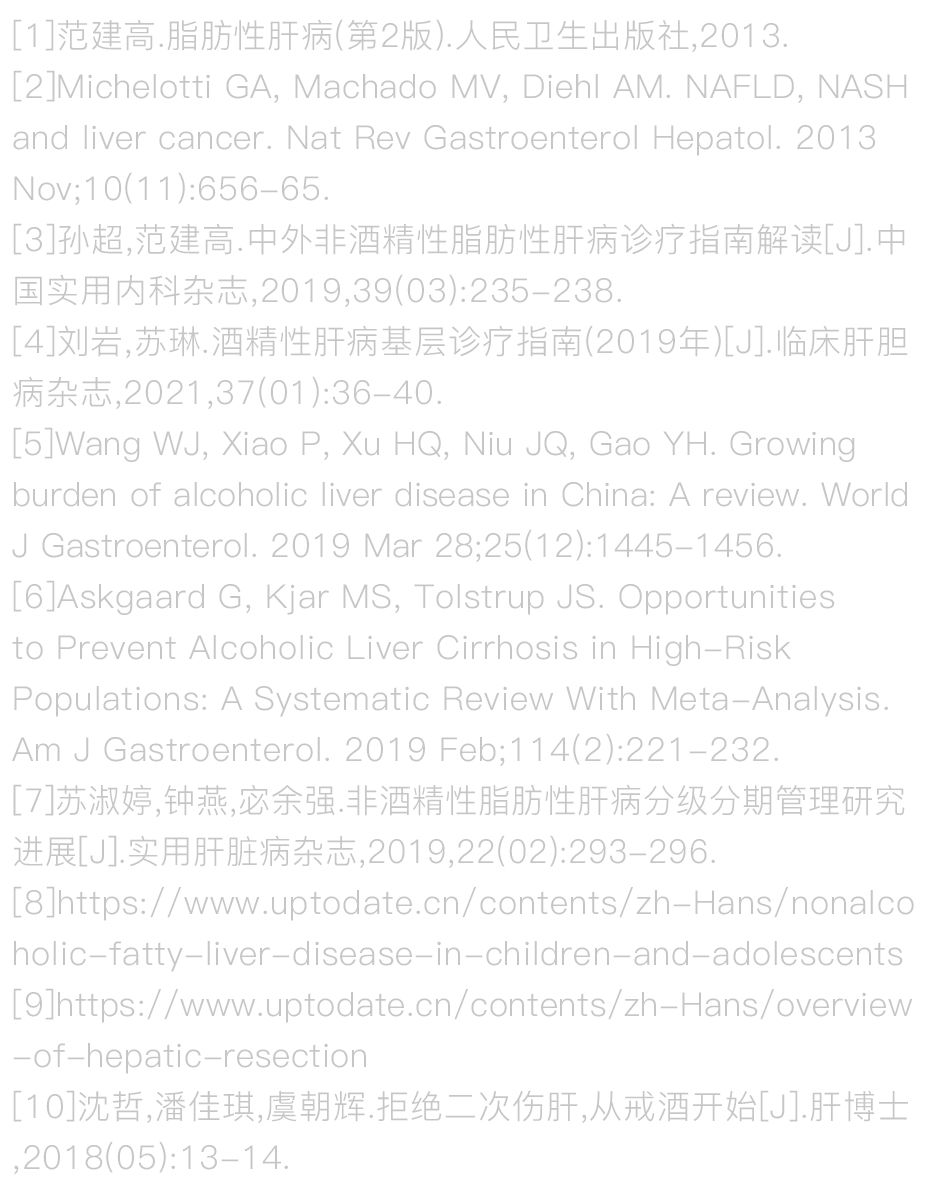 [1]范建高.脂肪性肝病(第2版).人民卫生出版社,2013.
[2]Michelotti GA, Machado MV, Diehl AM. NAFLD, NASH
and liver cancer. Nat Rev Gastroenterol Hepatol. 2013
Nov;10(11):656-65.
[3]孙超,范建高.中外非酒精性脂肪性肝病诊疗指南解读[J].中
国实用内科杂志,2019,39(03):235-238.
[4]刘岩,苏琳.酒精性肝病基层诊疗指南(2019年)[J].临床肝胆
病杂志,2021,37(01):36-40.
[5]Wang WJ, Xiao P, Xu HQ, Niu JQ, Gao YH. Growing
burden of alcoholic liver disease in China: A review. World
J Gastroenterol. 2019 Mar 28;25(12):1445-1456.
[6]Askgaard G, Kjar MS, Tolstrup JS. Opportunities
to Prevent Alcoholic Liver Cirrhosis in High-Risk
Populations: A Systematic Review With Meta-Analysis.
Am J Gastroenterol. 2019 Feb;114(2):221-232.
[7]苏淑婷,钟燕,宓余强.非酒精性脂肪性肝病分级分期管理研究
进展[J].实用肝脏病杂志,2019,22(02):293-296.
[8]https://www.uptodate.cn/contents/zh-Hans/nonalco
holic-fatty-liver-disease-in-children-and-adolescents
[9]https://www.uptodate.cn/contents/zh-Hans/overview
-of-hepatic-resection
[10]沈哲,潘佳琪,虞朝辉.拒绝二次伤肝,从戒酒开始[J].肝博士
,2018(05):13-14.